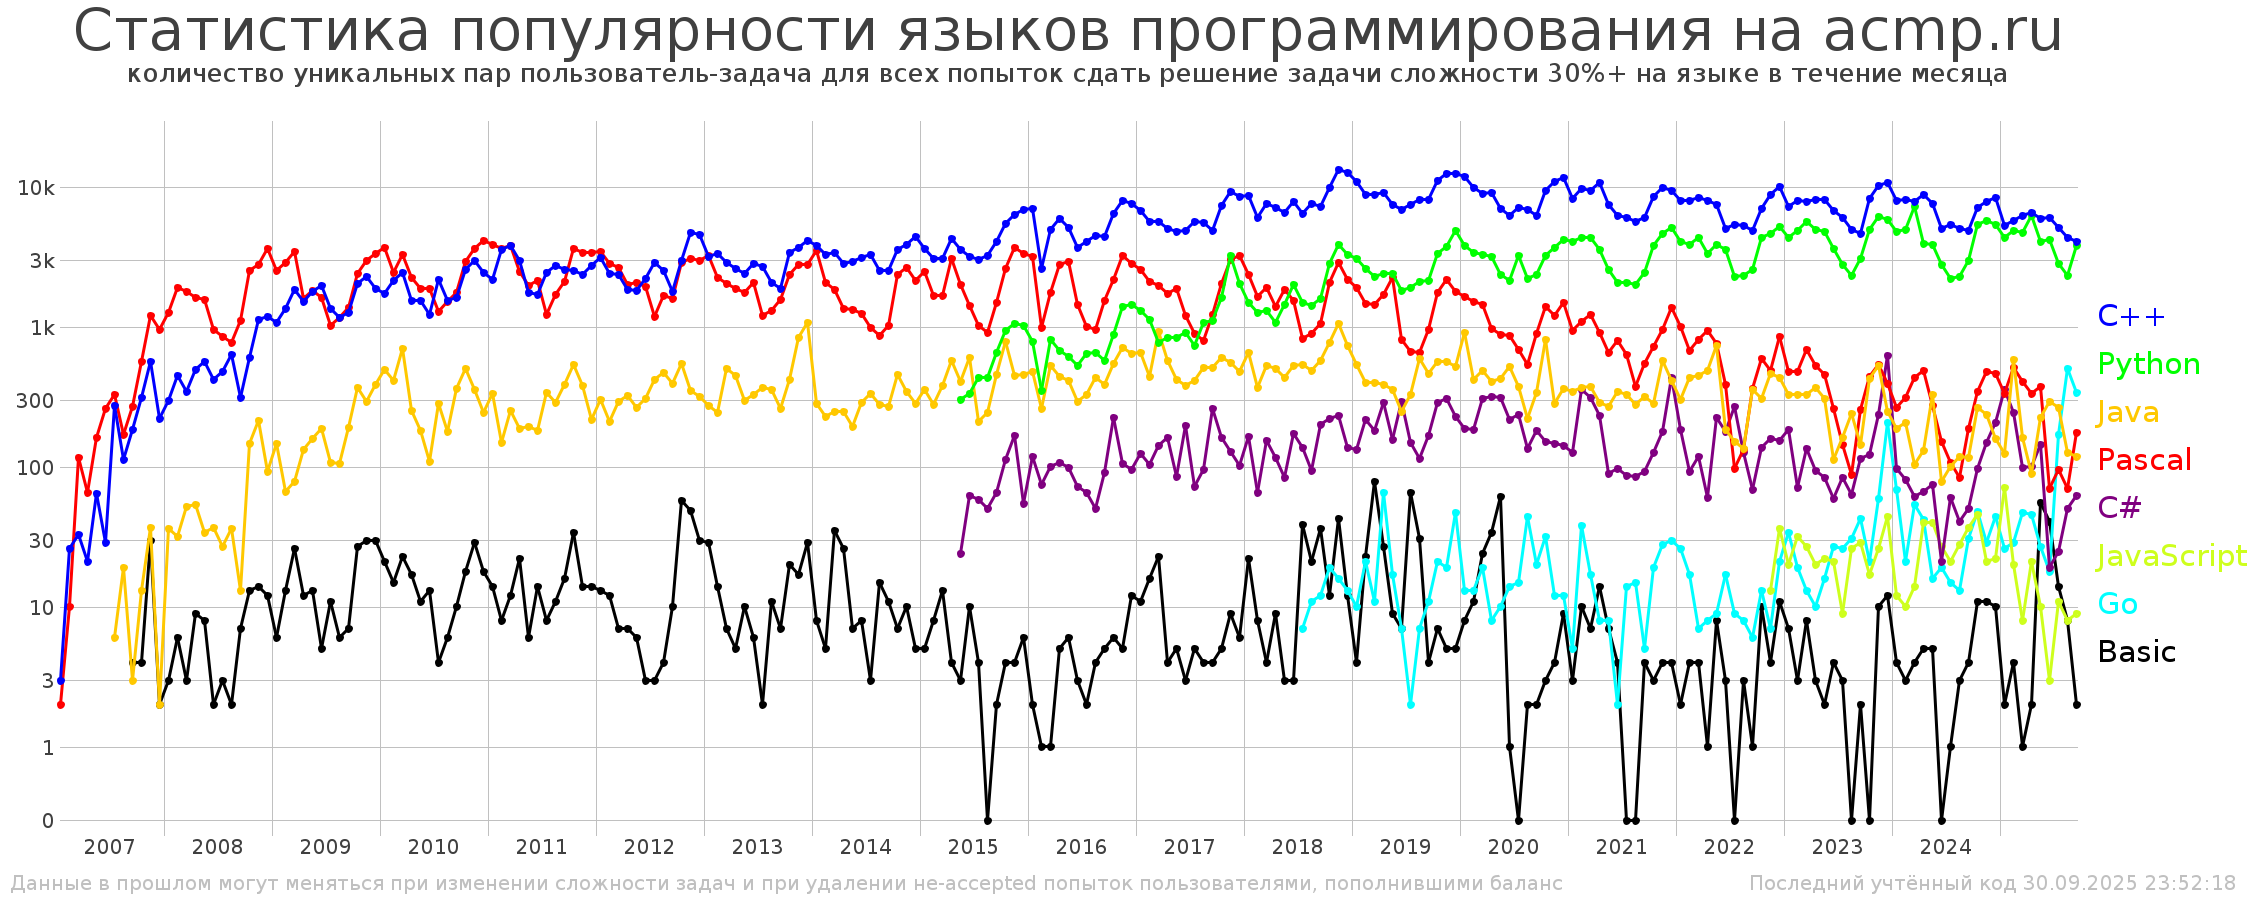 Статистика популярности языков программирования на acmp.ru
количество уникальных пар пользователь-задача для всех попыток сдать решение задачи сложности 30%+ на языке в течение месяца
10k
3k
1k
300
100
30
10
3
1
0
C++
Python
Java
Pascal
C#
JavaScript
Go
Basic
2007 2008 2009 2010 2011 2012 2013 2014 2015 2016 2017 2018 2019 2020 2021 2022 2023 2024
Данные в прошлом могут меняться при изменении сложности задач и при удалении не-accepted попыток пользователями, пополнившими баланс
Последний учтённый код 30.09.2025 23:52:18